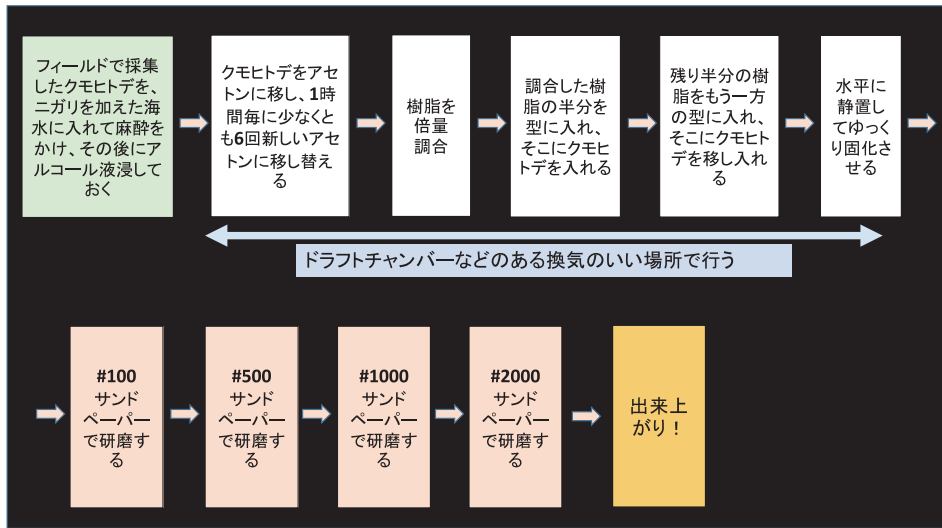 フィールドで採集
したクモヒトデを、
ニガリを加えた海
水に入れて麻酔を
かけ、その後にア
ルコール液浸して
おく
クモヒトデをアセ
トンに移し、1時
間毎に少なくと
も6回新しいアセ
トンに移し替え
る
樹脂を
倍量
調合
調合した樹
脂の半分を
型に入れ、
そこにクモヒ
トデを入れる
残り半分の樹
脂をもう一方
の型に入れ、
そこにクモヒト
デを移し入れ
る
水平に
静置し
てゆっく
り固化さ
せる
ドラフトチャンバーなどのある換気のいい場所で行う
#100
サンド
ペーパー
で研磨す
る
#500
サンド
ペーパー
で研磨す
る
#1000
サンド
ペーパー
で研磨す
る
#2000
サンド
ペーパー
で研磨す
る
出来上
がり！